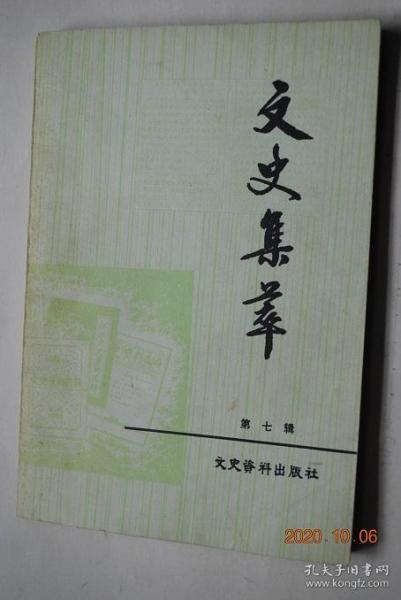 文史集萃
第七辑
文史资料出版社
2020.10.06
孔夫子旧书网
www.kongfz.com